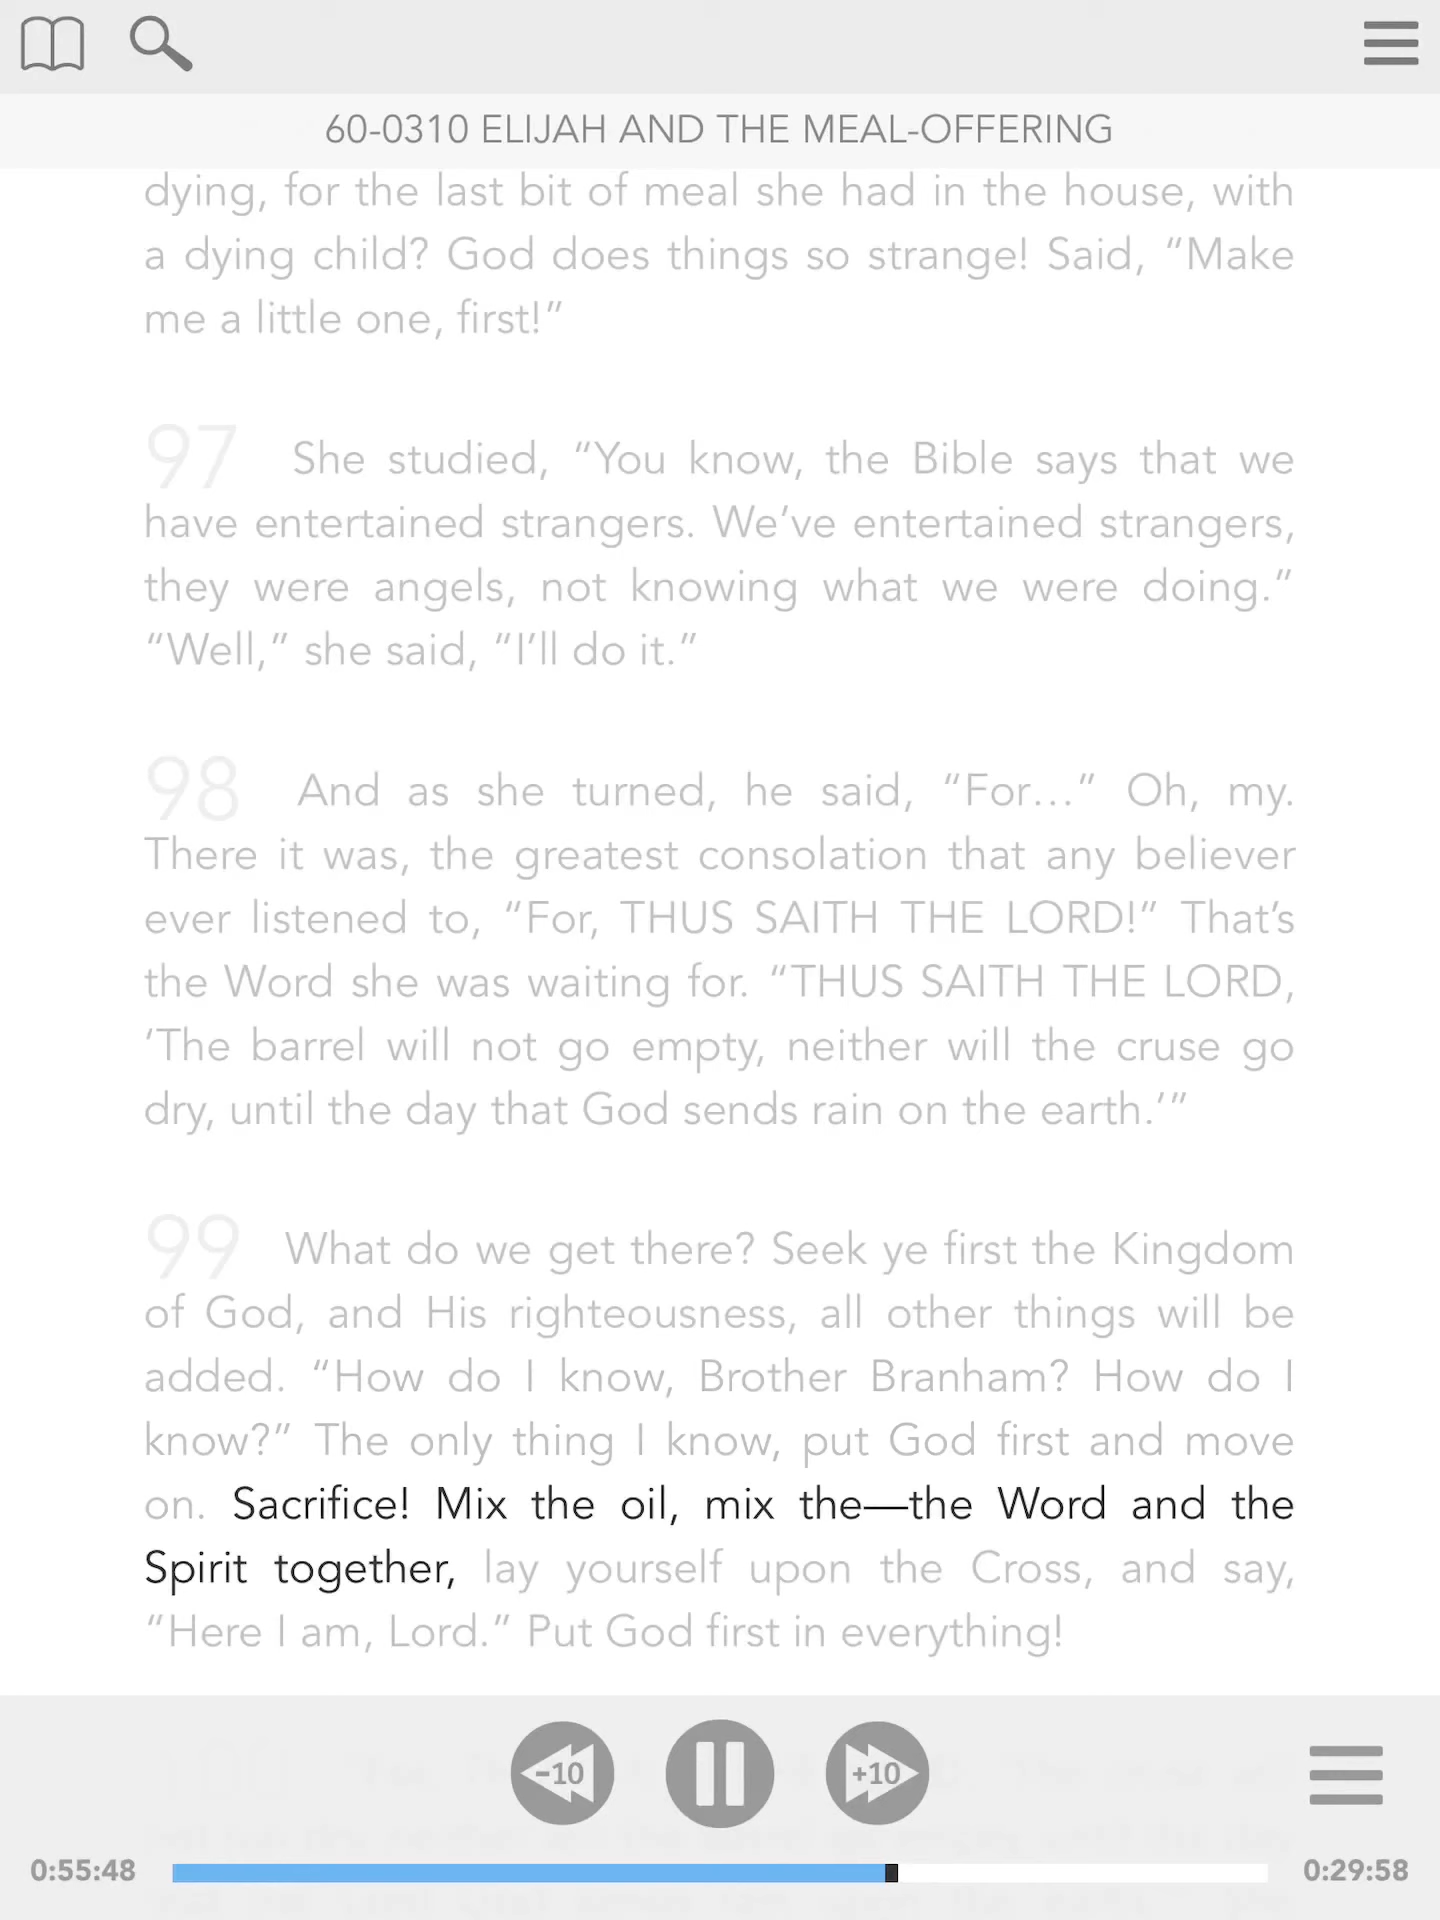 60-0310 ELIJAH AND THE MEAL-OFFERING
dying, for the last bit of meal she had in the house, with
a dying child? God does things so strange! Said, “Make
me a little one, first!”
97 She studied, “You know, the Bible says that we
have entertained strangers. We’ve entertained strangers,
they were angels, not knowing what we were doing.”
“Well,” she said, “I’ll do it.”
98 And as she turned, he said, “For…” Oh, my.
There it was, the greatest consolation that any believer
ever listened to, “For, THUS SAITH THE LORD!” That’s
the Word she was waiting for. “THUS SAITH THE LORD,
‘The barrel will not go empty, neither will the cruse go
dry, until the day that God sends rain on the earth.’”
99 What do we get there? Seek ye first the Kingdom
of God, and His righteousness, all other things will be
added. “How do I know, Brother Branham? How do I
know?” The only thing I know, put God first and move
on. Sacrifice! Mix the oil, mix the—the Word and the
Spirit together, lay yourself upon the Cross, and say,
“Here I am, Lord.” Put God first in everything!
-10 +10
0:55:48 0:29:58